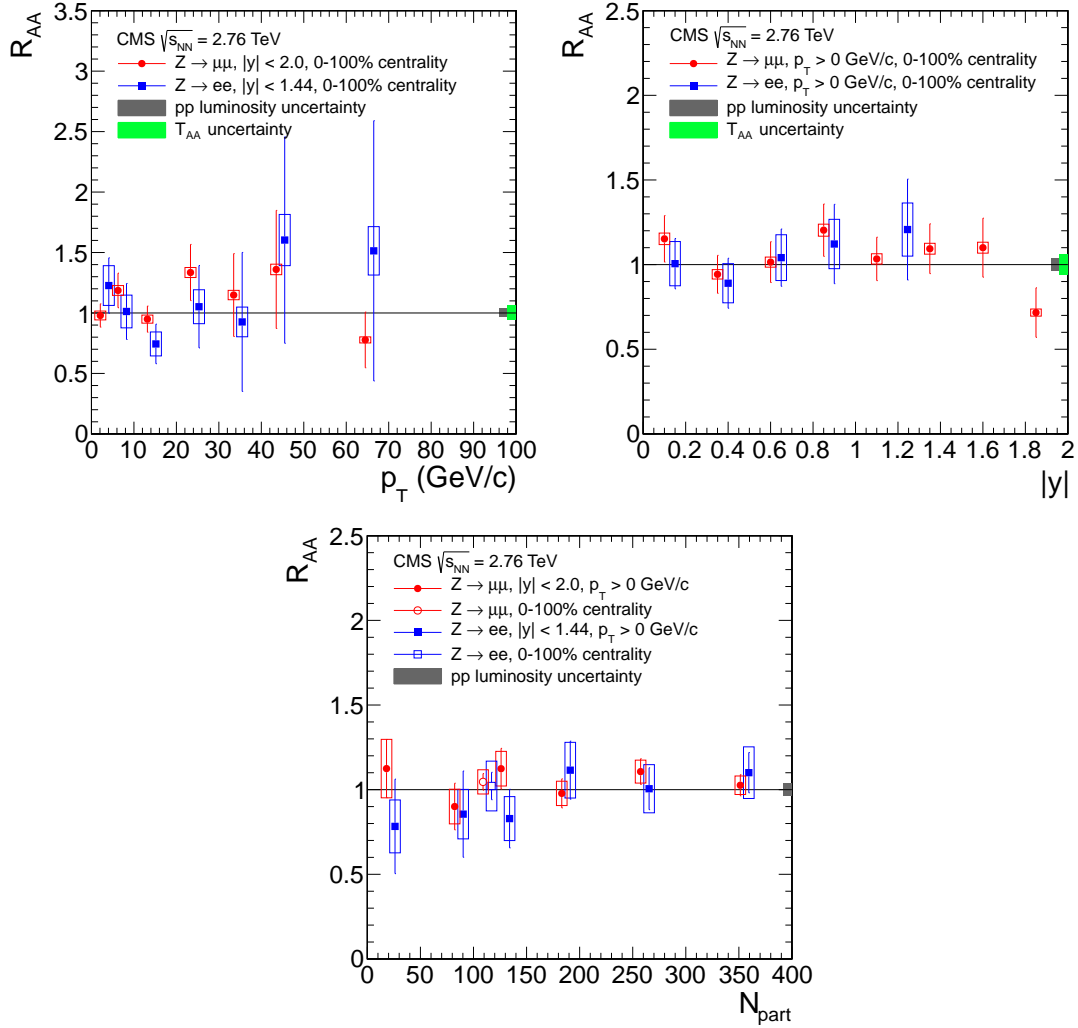 R_AA
3.5
3
2.5
2
1.5
1
0.5
0
CMS √s_NN = 2.76 TeV
Z → μμ, |y| < 2.0, 0-100% centrality
Z → ee, |y| < 1.44, 0-100% centrality
pp luminosity uncertainty
T_AA uncertainty
0 10 20 30 40 50 60 70 80 90 100
p_T (GeV/c)
R_AA
2.5
2
1.5
1
0.5
0
CMS √s_NN = 2.76 TeV
Z → μμ, p_T > 0 GeV/c, 0-100% centrality
Z → ee, p_T > 0 GeV/c, 0-100% centrality
pp luminosity uncertainty
T_AA uncertainty
0 0.2 0.4 0.6 0.8 1 1.2 1.4 1.6 1.8 2
|y|
R_AA
2.5
2
1.5
1
0.5
0
CMS √s_NN = 2.76 TeV
Z → μμ, |y| < 2.0, p_T > 0 GeV/c
Z → μμ, 0-100% centrality
Z → ee, |y| < 1.44, p_T > 0 GeV/c
Z → ee, 0-100% centrality
pp luminosity uncertainty
0 50 100 150 200 250 300 350 400
N_part